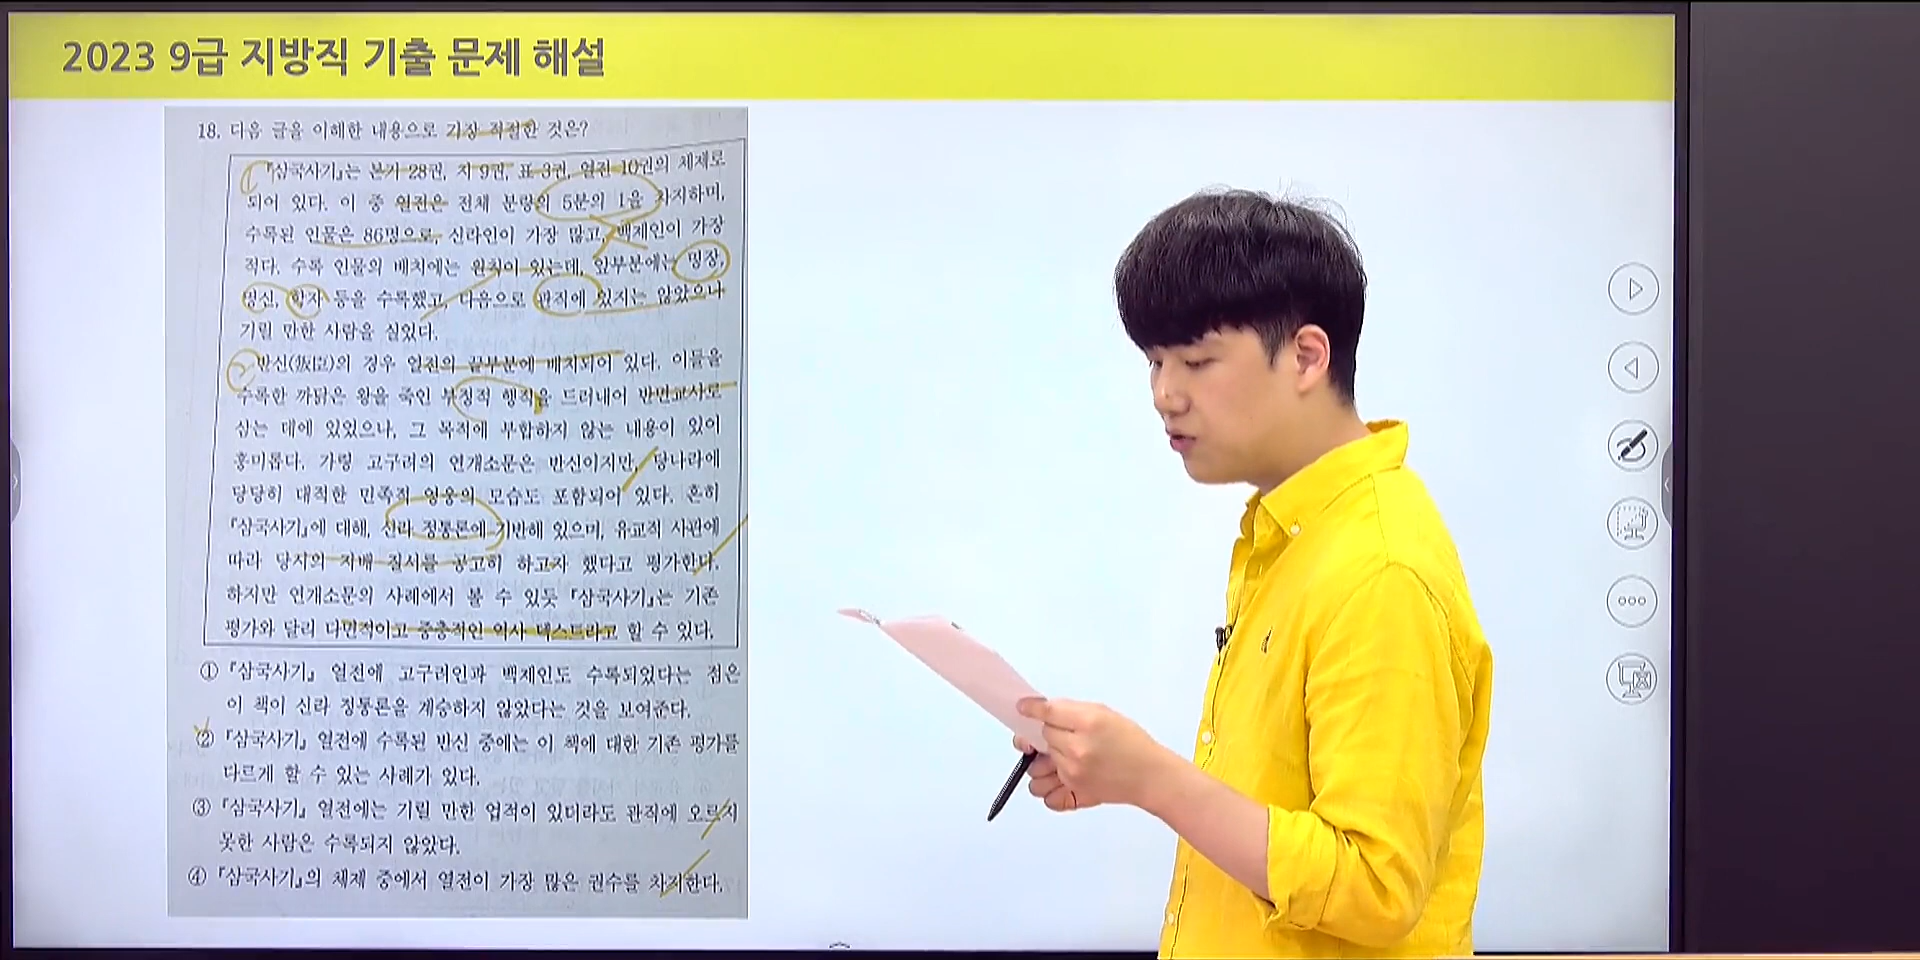 2023 9급 지방직 기출 문제 해설
18. 다음 글을 이해한 내용으로 가장 적절한 것은?
『삼국사기』는 본기 28권, 지 9권, 표 3권, 열전 10권의 체제로
되어 있다. 이 중 열전은 전체 분량의 5분의 1을 차지하며,
수록된 인물은 86명으로, 신라인이 가장 많고, 백제인이 가장
적다. 수록 인물의 배치에는 원칙이 있는데, 앞부분에는 명장,
명신, 학자 등을 수록했고, 다음으로 관직에 있지는 않았으나
기릴 만한 사람을 실었다.
반신(叛臣)의 경우 열전의 끝부분에 배치되어 있다. 이들을
수록한 까닭은 왕을 죽인 부정적 행적을 드러내어 반면교사로
삼는 데에 있었으나, 그 목적에 부합하지 않는 내용이 있어
흥미롭다. 가령 고구려의 연개소문은 반신이지만, 당나라에
당당히 대적한 민족적 영웅의 모습도 포함되어 있다. 흔히
『삼국사기』에 대해, 신라 정통론에 기반해 있으며, 유교적 사관에
따라 당시의 지배 질서를 공고히 하고자 했다고 평가한다.
하지만 연개소문의 사례에서 볼 수 있듯 『삼국사기』는 기존
평가와 달리 다면적이고 중층적인 역사 텍스트라고 할 수 있다.
① 『삼국사기』 열전에 고구려인과 백제인도 수록되었다는 점은
이 책이 신라 정통론을 계승하지 않았다는 것을 보여준다.
② 『삼국사기』 열전에 수록된 반신 중에는 이 책에 대한 기존 평가를
다르게 할 수 있는 사례가 있다.
③ 『삼국사기』 열전에는 기릴 만한 업적이 있더라도 관직에 오르지
못한 사람은 수록되지 않았다.
④ 『삼국사기』의 체제 중에서 열전이 가장 많은 권수를 차지한다.